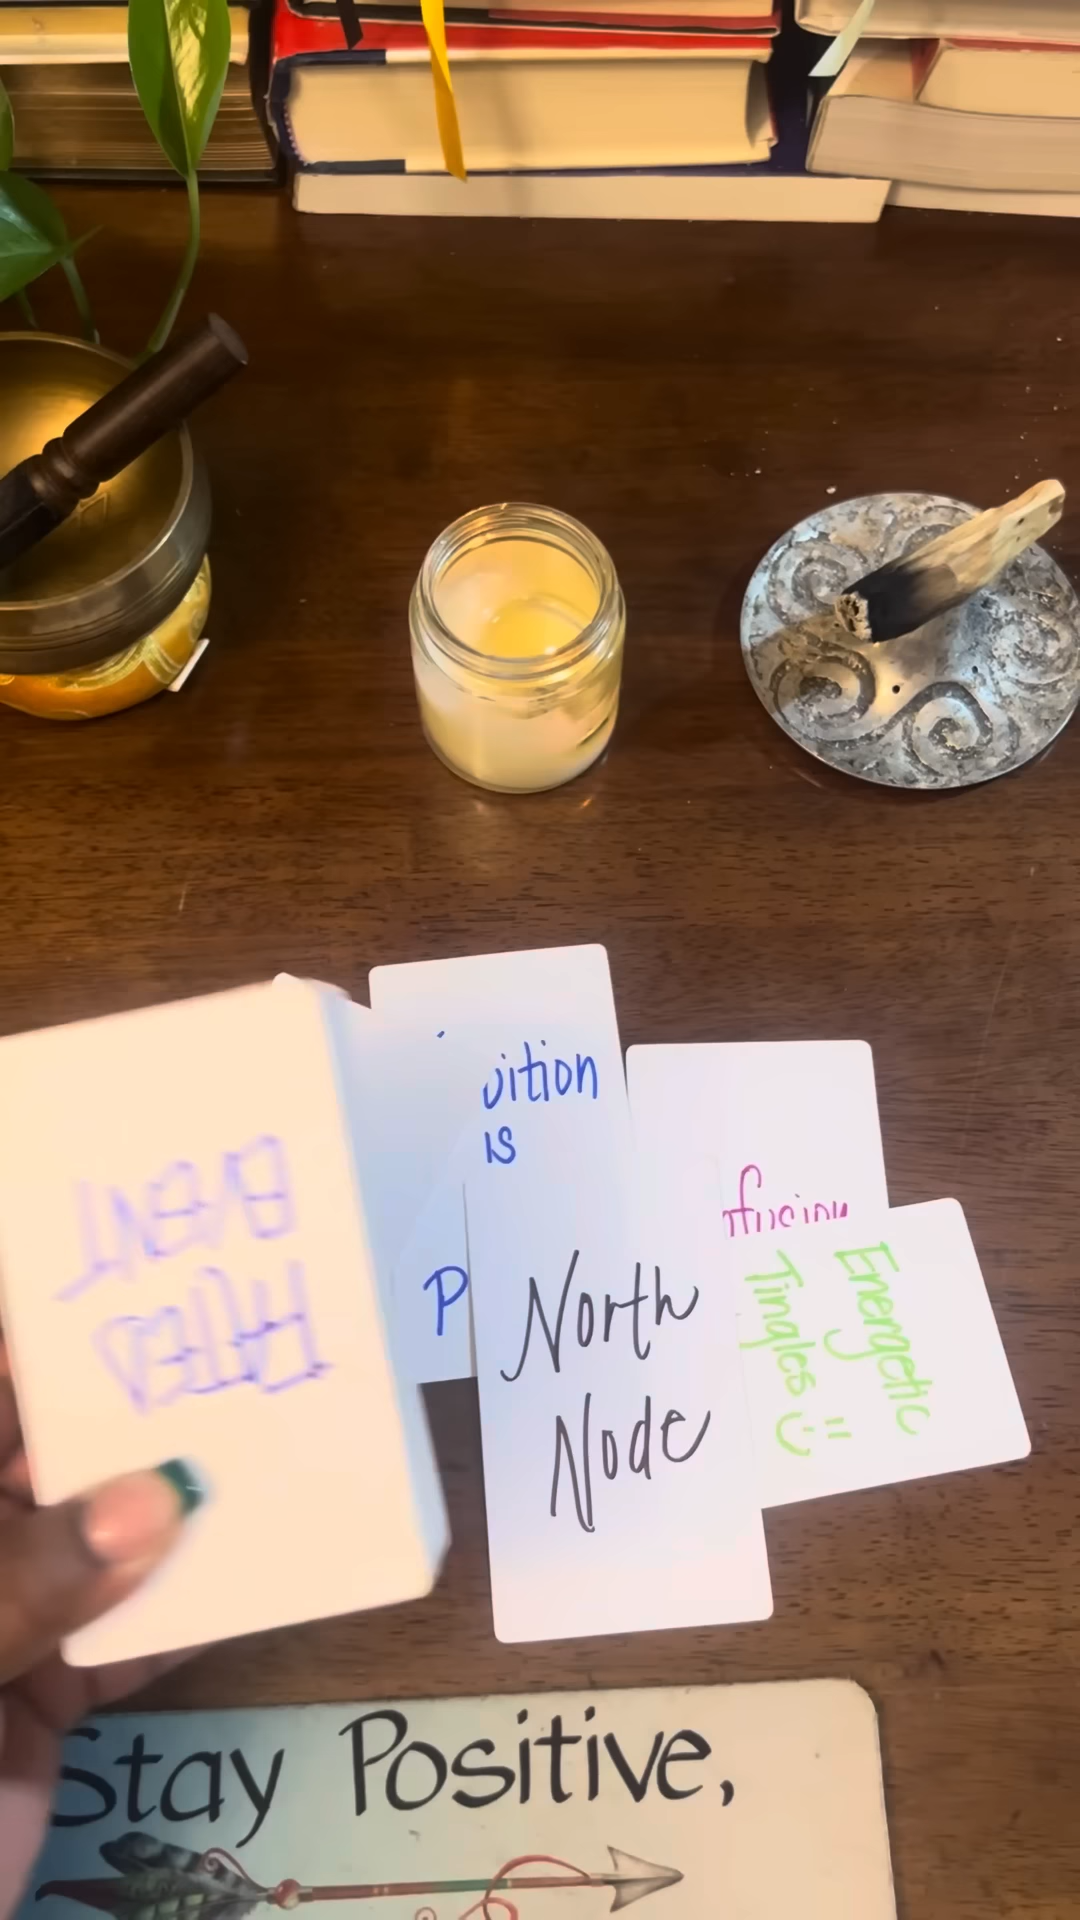 FATED
EVENT
uition
is
P
North
Node
Energetic
Tingles :)
Stay Positive,